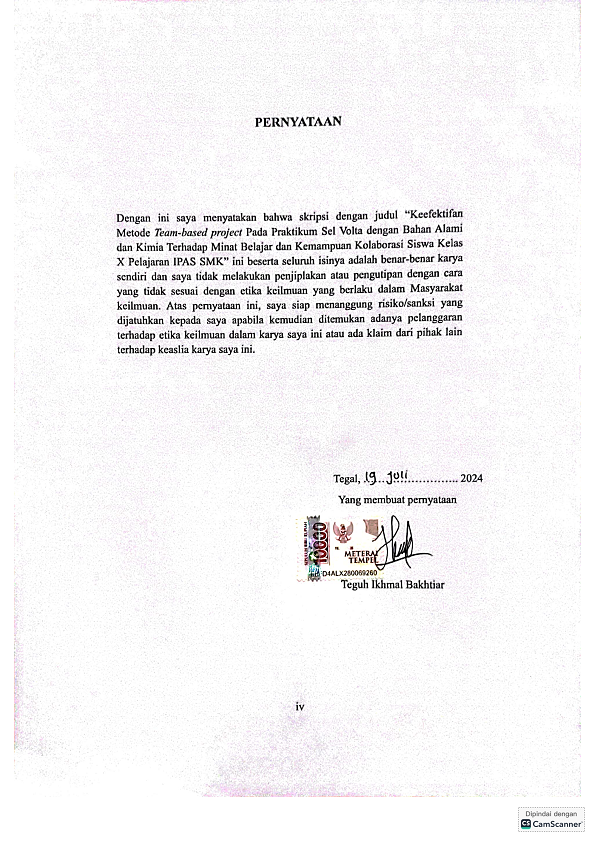 PERNYATAAN
Dengan ini saya menyatakan bahwa skripsi dengan judul “Keefektifan
Metode Team-based project Pada Praktikum Sel Volta dengan Bahan Alami
dan Kimia Terhadap Minat Belajar dan Kemampuan Kolaborasi Siswa Kelas
X Pelajaran IPAS SMK” ini beserta seluruh isinya adalah benar-benar karya
sendiri dan saya tidak melakukan penjiplakan atau pengutipan dengan cara
yang tidak sesuai dengan etika keilmuan yang berlaku dalam Masyarakat
keilmuan. Atas pernyataan ini, saya siap menanggung risiko/sanksi yang
dijatuhkan kepada saya apabila kemudian ditemukan adanya pelanggaran
terhadap etika keilmuan dalam karya saya ini atau ada klaim dari pihak lain
terhadap keaslia karya saya ini.
Tegal, 19 Juli 2024
Yang membuat pernyataan
10000
METERAI
TEMPEL
D4ALX280069260
Teguh Ikhmal Bakhtiar
iv
Dipindai dengan
CS CamScanner